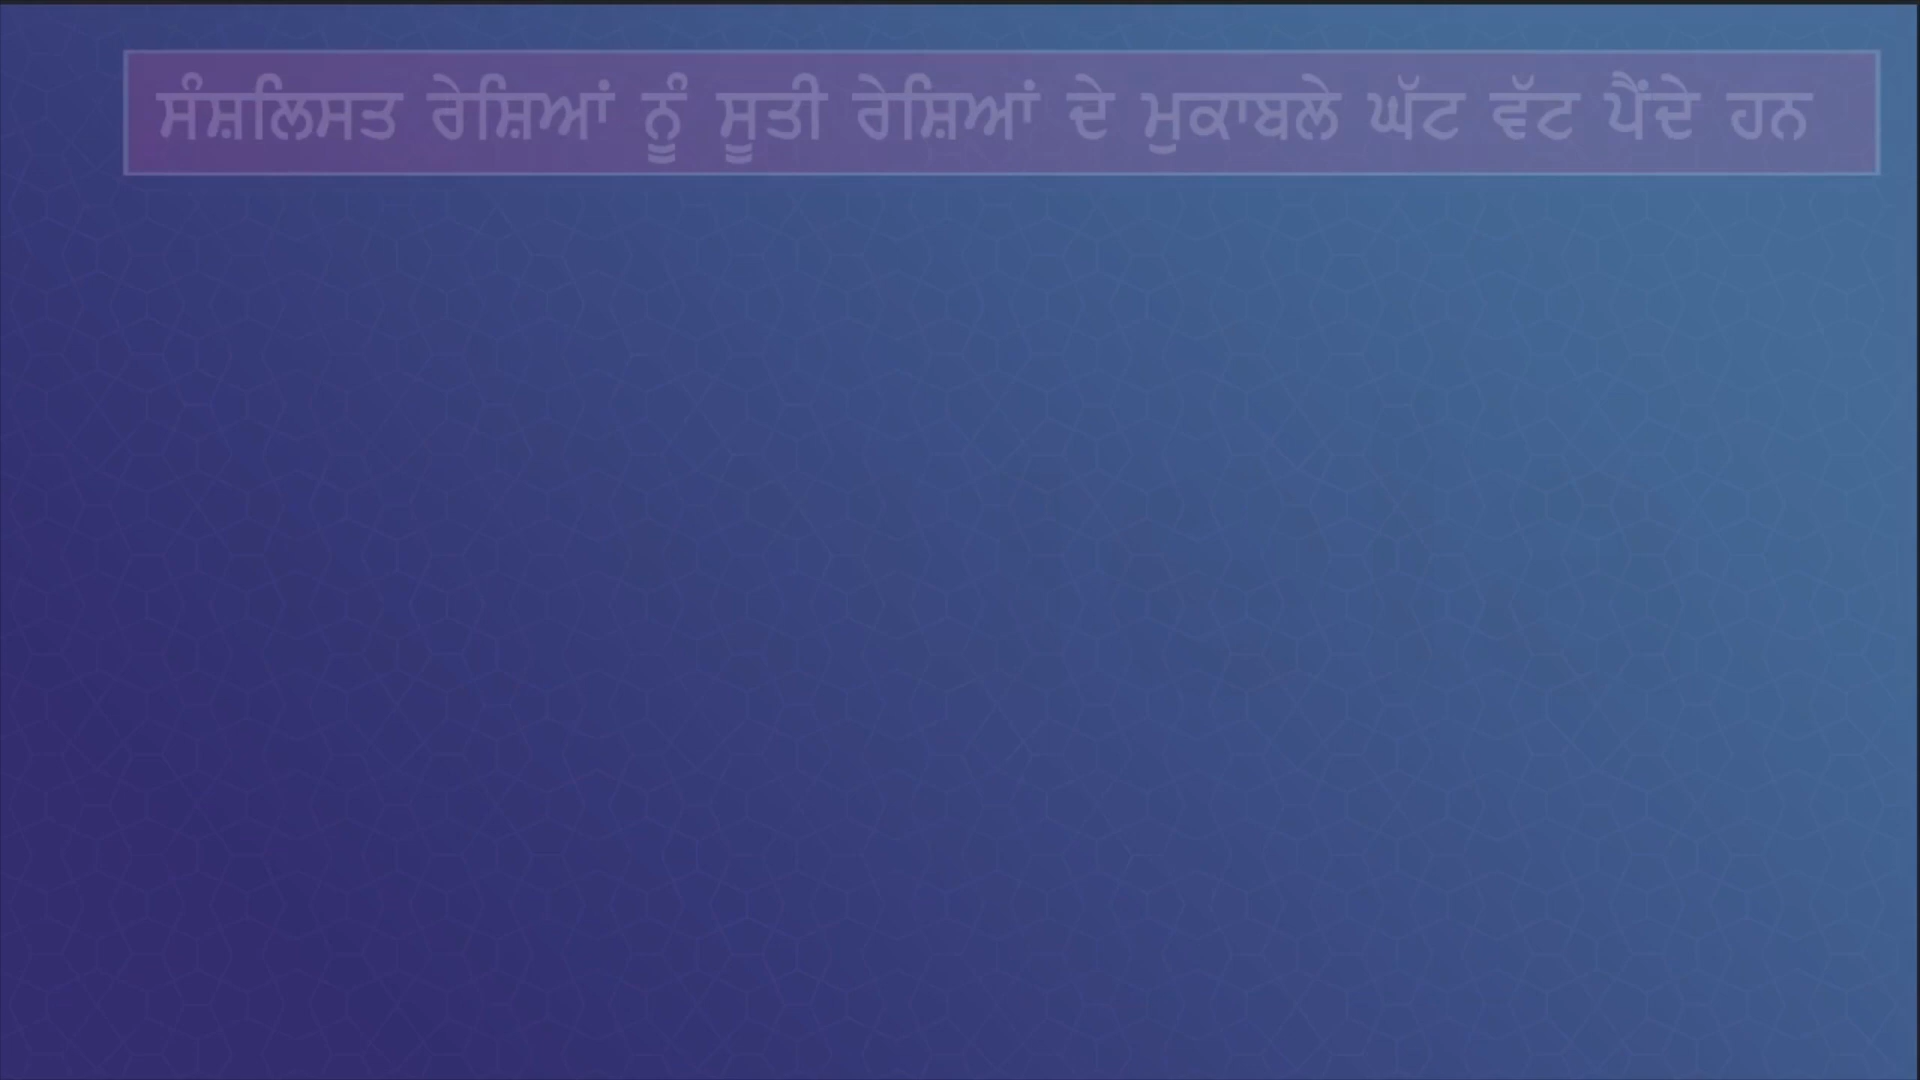 ਸੰਸ਼ਲਿਸਤ ਰੇਸ਼ਿਆਂ ਨੂੰ ਸੂਤੀ ਰੇਸ਼ਿਆਂ ਦੇ ਮੁਕਾਬਲੇ ਘੱਟ ਵੱਟ ਪੈਂਦੇ ਹਨ